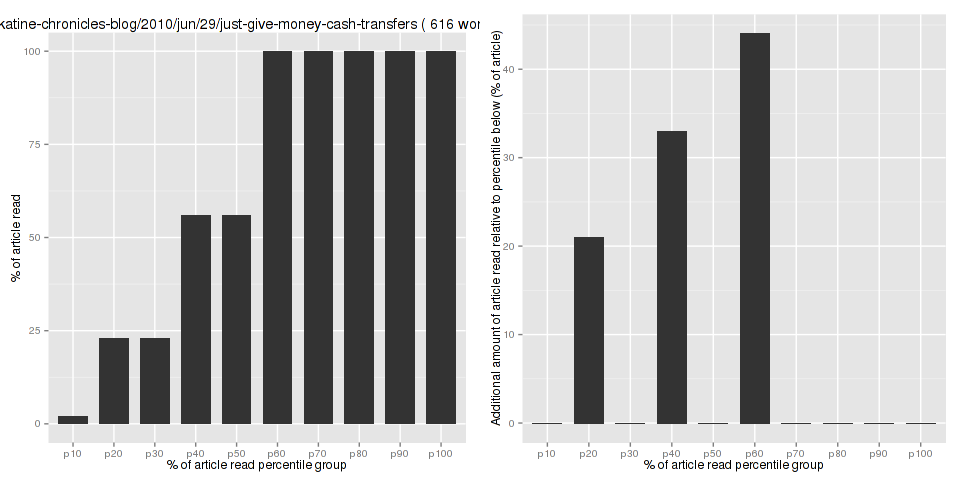 katine-chronicles-blog/2010/jun/29/just-give-money-cash-transfers ( 616 wor
% of article read
100
75
50
25
0
p10 p20 p30 p40 p50 p60 p70 p80 p90 p100
% of article read percentile group
Additional amount of article read relative to percentile below (% of article)
40
30
20
10
0
p10 p20 p30 p40 p50 p60 p70 p80 p90 p100
% of article read percentile group